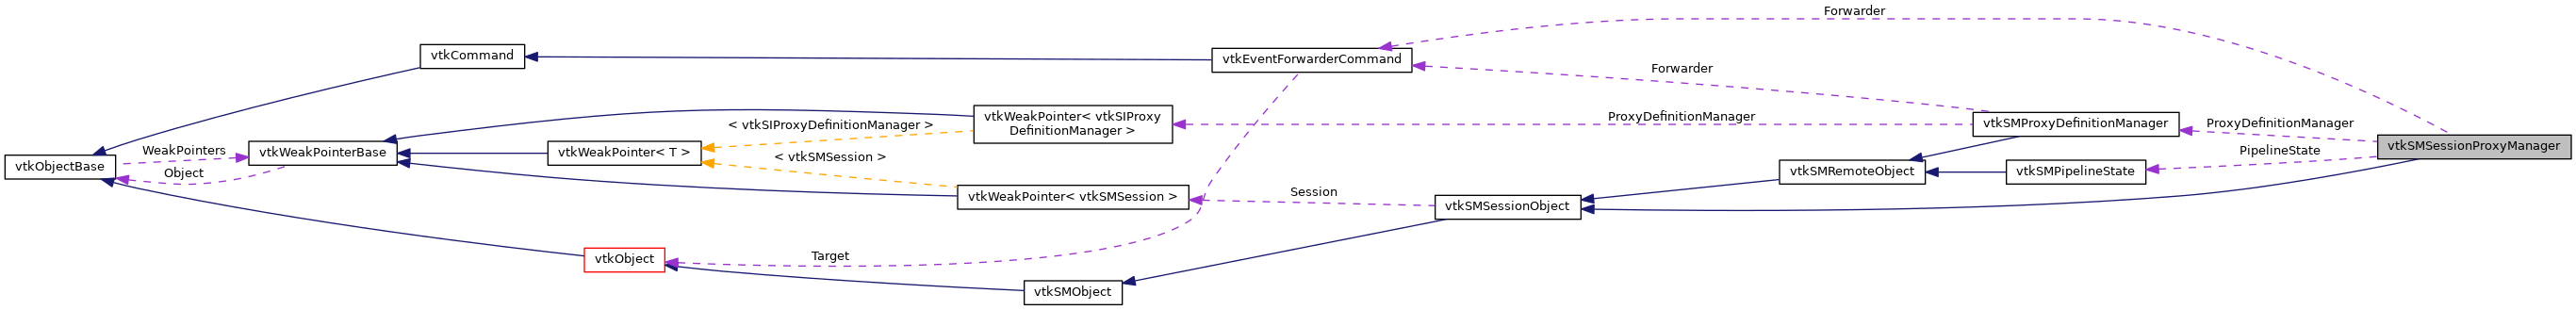 Forwarder
vtkCommand
vtkEventForwarderCommand
Forwarder
vtkWeakPointer< vtkSIProxy
DefinitionManager >
ProxyDefinitionManager
vtkSMProxyDefinitionManager
ProxyDefinitionManager
< vtkSIProxyDefinitionManager >
vtkSMSessionProxyManager
WeakPointers
vtkWeakPointerBase
vtkWeakPointer< T >
PipelineState
< vtkSMSession >
vtkObjectBase
Object
vtkSMRemoteObject
vtkSMPipelineState
vtkWeakPointer< vtkSMSession >
Session
vtkSMSessionObject
vtkObject
Target
vtkSMObject